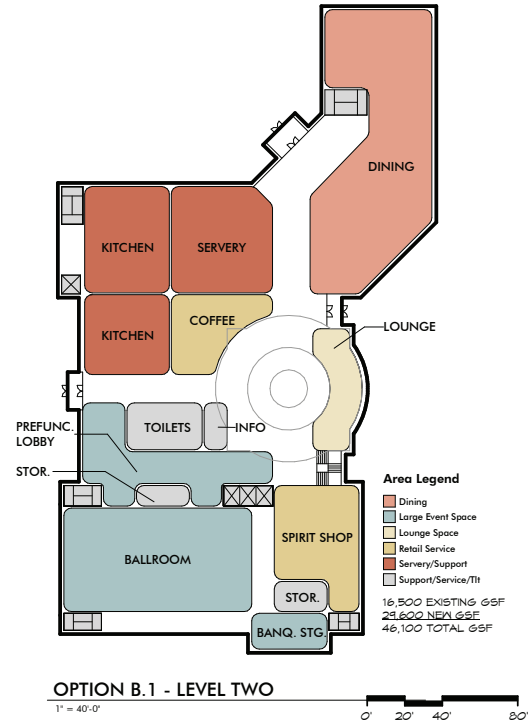 DINING
KITCHEN
SERVERY
KITCHEN
COFFEE
LOUNGE
PREFUNC.
LOBBY
TOILETS
INFO
STOR.
BALLROOM
SPIRIT SHOP
STOR.
BANQ. STG.
Area Legend
Dining
Large Event Space
Lounge Space
Retail Service
Servery/Support
Support/Service/Tlt
16,500 EXISTING GSF
29,600 NEW GSF
46,100 TOTAL GSF
OPTION B.1 - LEVEL TWO
1" = 40'-0"
0' 20' 40' 80'